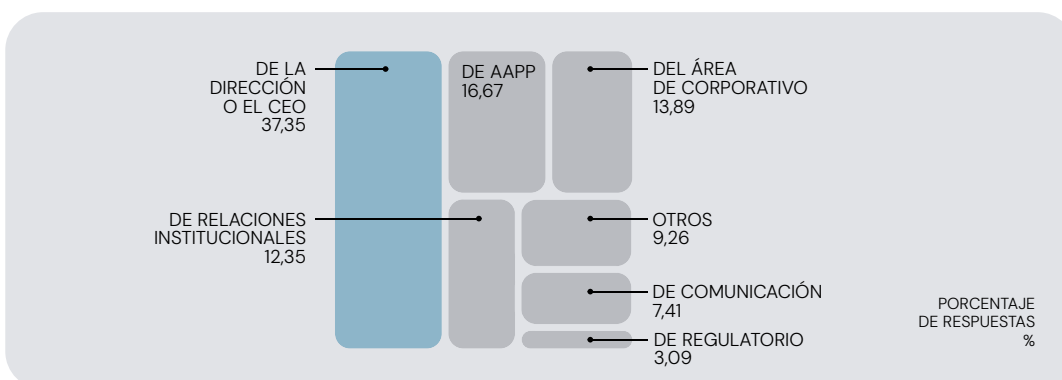 DE LA
DIRECCIÓN
O EL CEO
37,35
DE AAPP
16,67
DEL ÁREA
DE CORPORATIVO
13,89
DE RELACIONES
INSTITUCIONALES
12,35
OTROS
9,26
DE COMUNICACIÓN
7,41
DE REGULATORIO
3,09
PORCENTAJE
DE RESPUESTAS
%